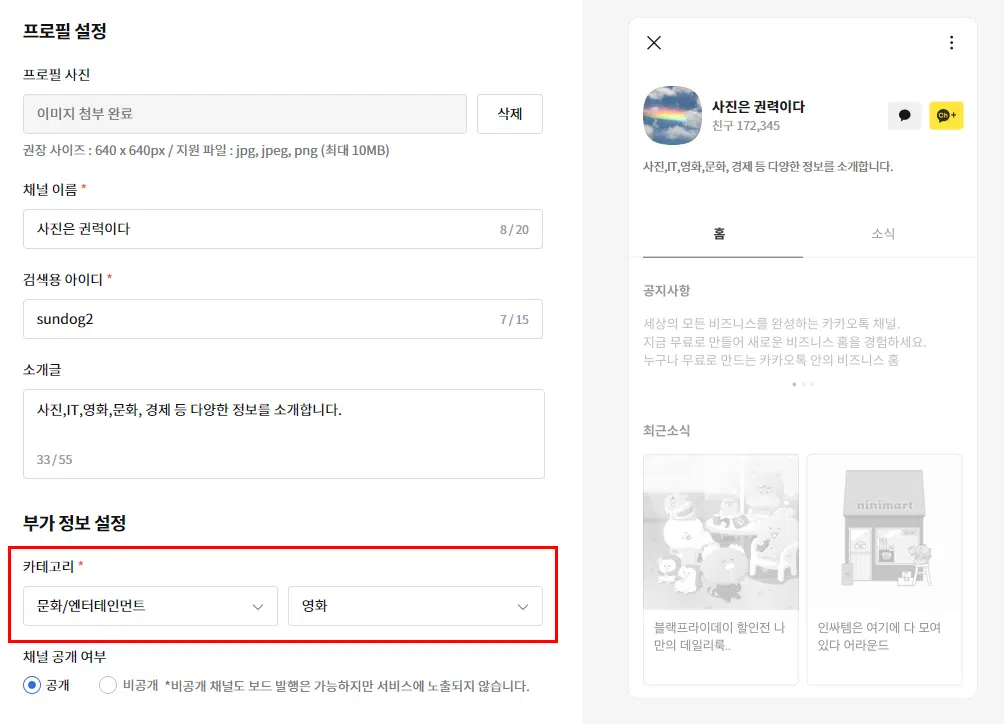 프로필 설정
프로필 사진
이미지 첨부 완료
삭제
권장 사이즈 : 640 x 640px / 지원 파일 : jpg, jpeg, png (최대 10MB)
채널 이름 *
사진은 권력이다
8 / 20
검색용 아이디 *
sundog2
7 / 15
소개글
사진,IT,영화,문화, 경제 등 다양한 정보를 소개합니다.
33 / 55
부가 정보 설정
카테고리 *
문화/엔터테인먼트
영화
채널 공개 여부
공개
비공개 *비공개 채널도 보드 발행은 가능하지만 서비스에 노출되지 않습니다.
사진은 권력이다
친구 172,345
Ch+
사진,IT,영화,문화, 경제 등 다양한 정보를 소개합니다.
홈
소식
공지사항
세상의 모든 비즈니스를 완성하는 카카오톡 채널.
지금 무료로 만들어 새로운 비즈니스 홈을 경험하세요.
누구나 무료로 만드는 카카오톡 안의 비즈니스 홈
최근소식
ninimart
블랙프라이데이 할인전 나
만의 데일리룩..
인싸템은 여기에 다 모여
있다 어라운드